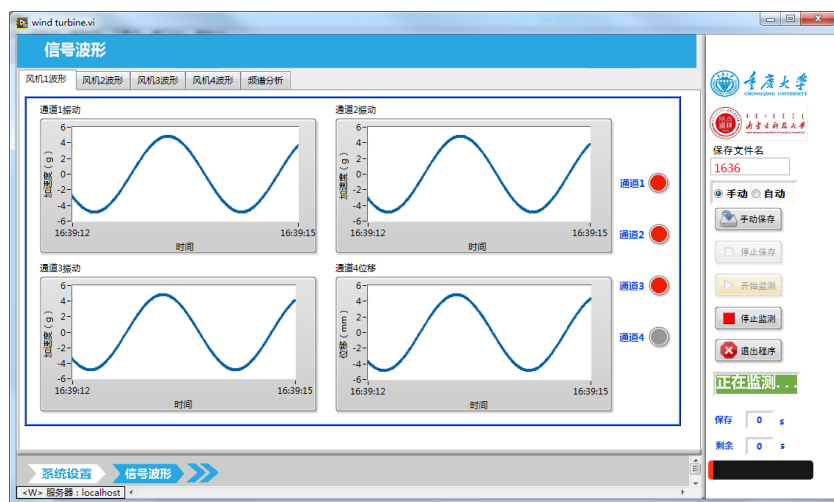 wind turbine.vi
信号波形
风机1波形 风机2波形 风机3波形 风机4波形 频谱分析
通道1振动
加速度(g)
6
4
2
0
-2
-4
-6
16:39:12 16:39:15
时间
通道2振动
加速度(g)
6
4
2
0
-2
-4
-6
16:39:12 16:39:15
时间
通道3振动
加速度(g)
6
4
2
0
-2
-4
-6
16:39:12 16:39:15
时间
通道4位移
位移(mm)
6
4
2
0
-2
-4
-6
16:39:12 16:39:15
时间
通道1
通道2
通道3
通道4
重庆大学
CHONGQING UNIVERSITY
内蒙古科技大学
保存文件名
1636
手动 自动
手动保存
停止保存
开始监测
停止监测
退出程序
正在监测...
保存 0 s
剩余 0 s
系统设置 信号波形
<W> 服务器:localhost